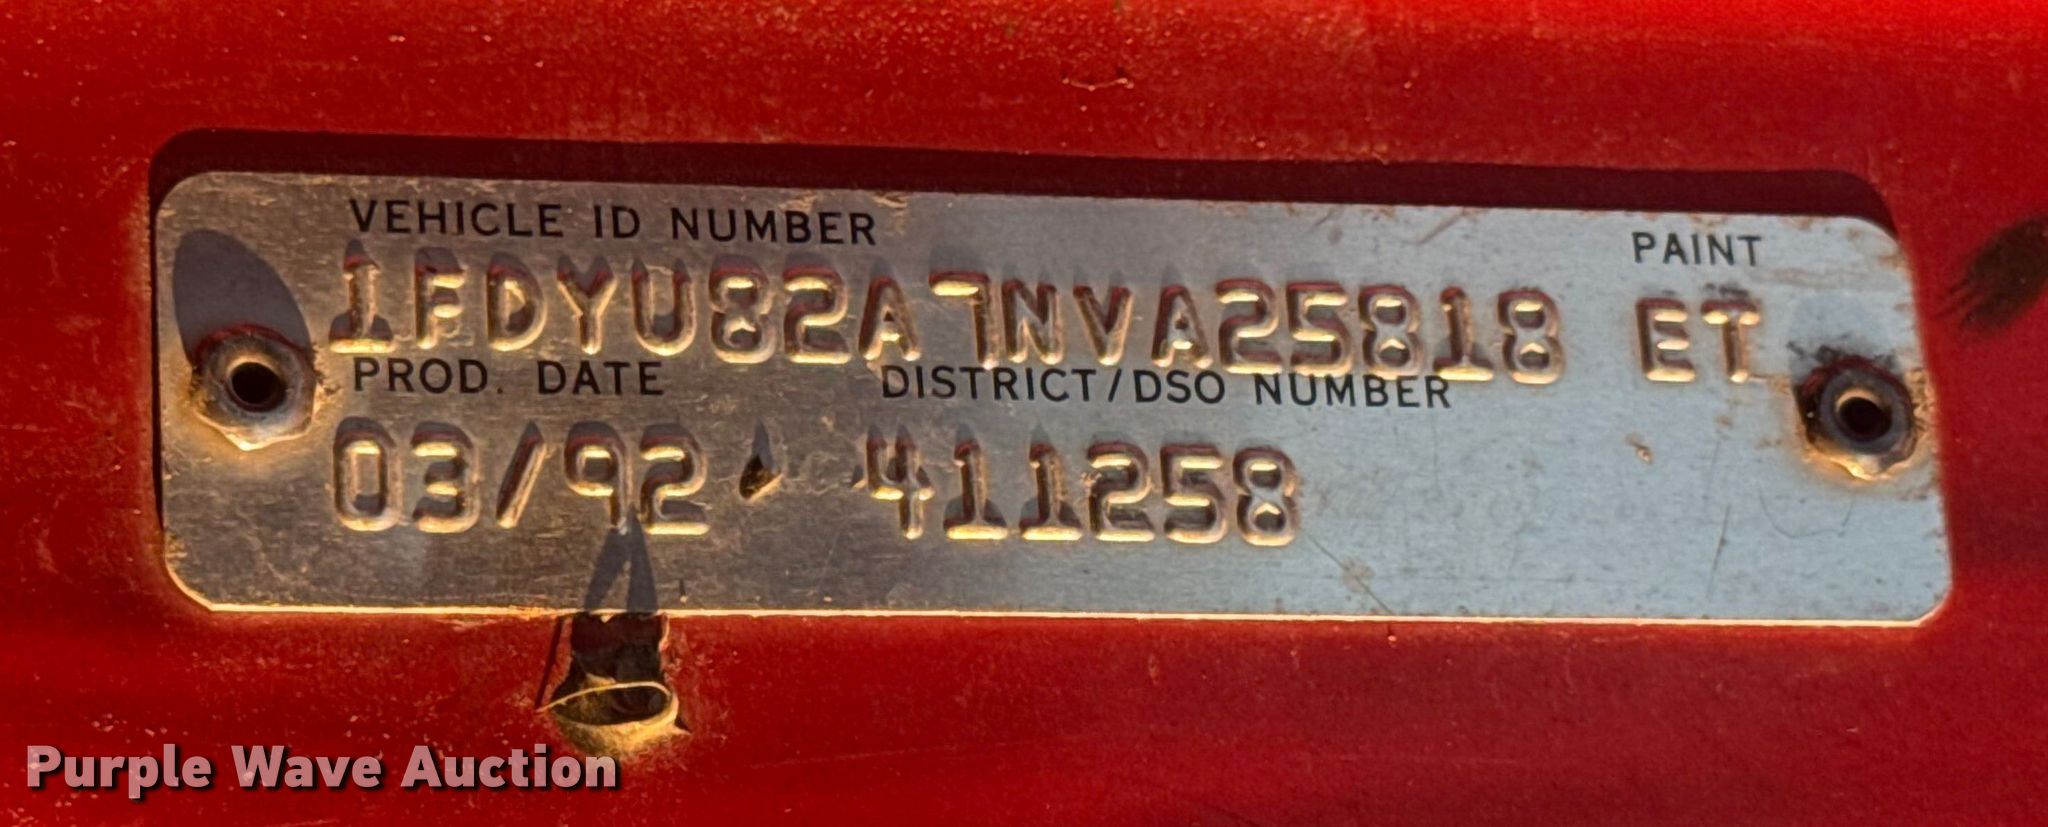 VEHICLE ID NUMBER PAINT
1FDYU82A7NVA25818 ET
PROD. DATE DISTRICT/DSO NUMBER
03/92 411258
Purple Wave Auction